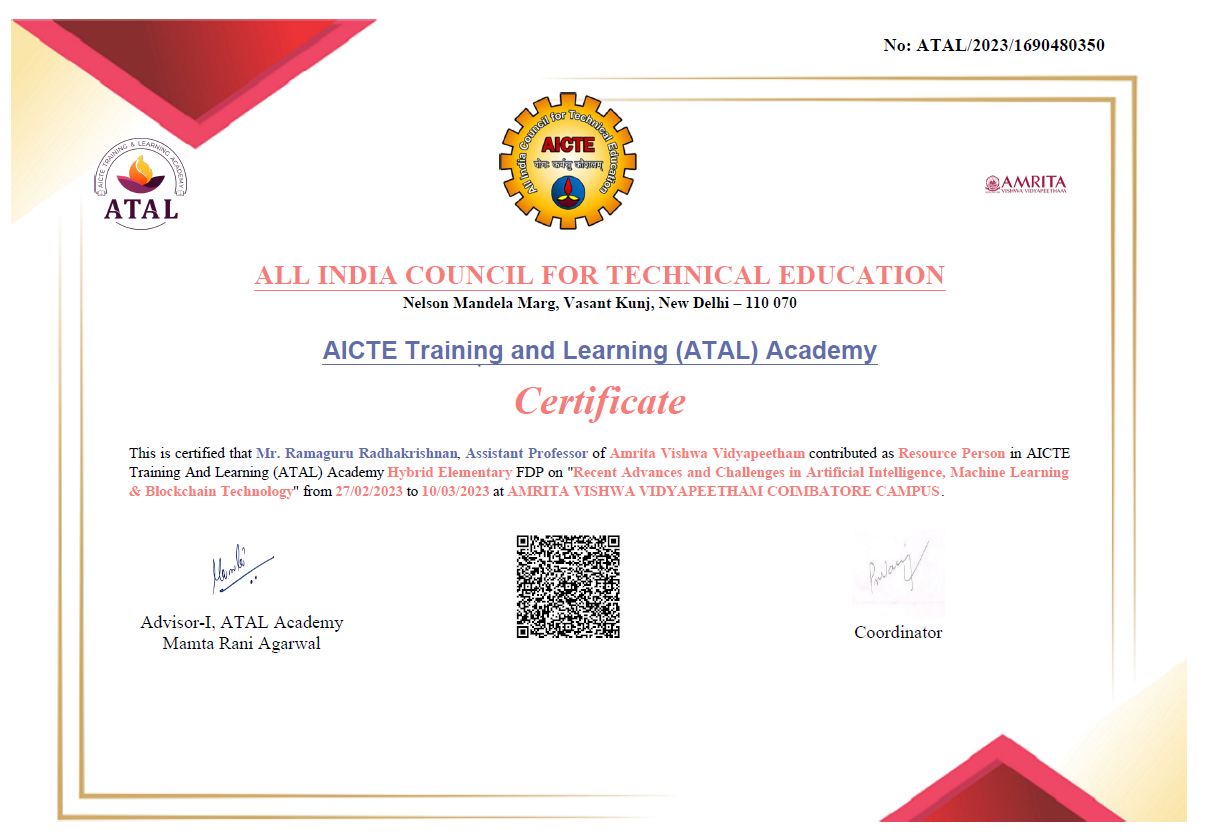 No: ATAL/2023/1690480350
AICTE TRAINING & LEARNING ACADEMY
ATAL
All India Council for Technical Education
AICTE
योगः कर्मसु कौशलम्
AMRITA
VISHWA VIDYAPEETHAM
ALL INDIA COUNCIL FOR TECHNICAL EDUCATION
Nelson Mandela Marg, Vasant Kunj, New Delhi – 110 070
AICTE Training and Learning (ATAL) Academy
Certificate
This is certified that Mr. Ramaguru Radhakrishnan, Assistant Professor of Amrita Vishwa Vidyapeetham contributed as Resource Person in AICTE
Training And Learning (ATAL) Academy Hybrid Elementary FDP on "Recent Advances and Challenges in Artificial Intelligence, Machine Learning
& Blockchain Technology" from 27/02/2023 to 10/03/2023 at AMRITA VISHWA VIDYAPEETHAM COIMBATORE CAMPUS.
Advisor-I, ATAL Academy
Mamta Rani Agarwal
Coordinator